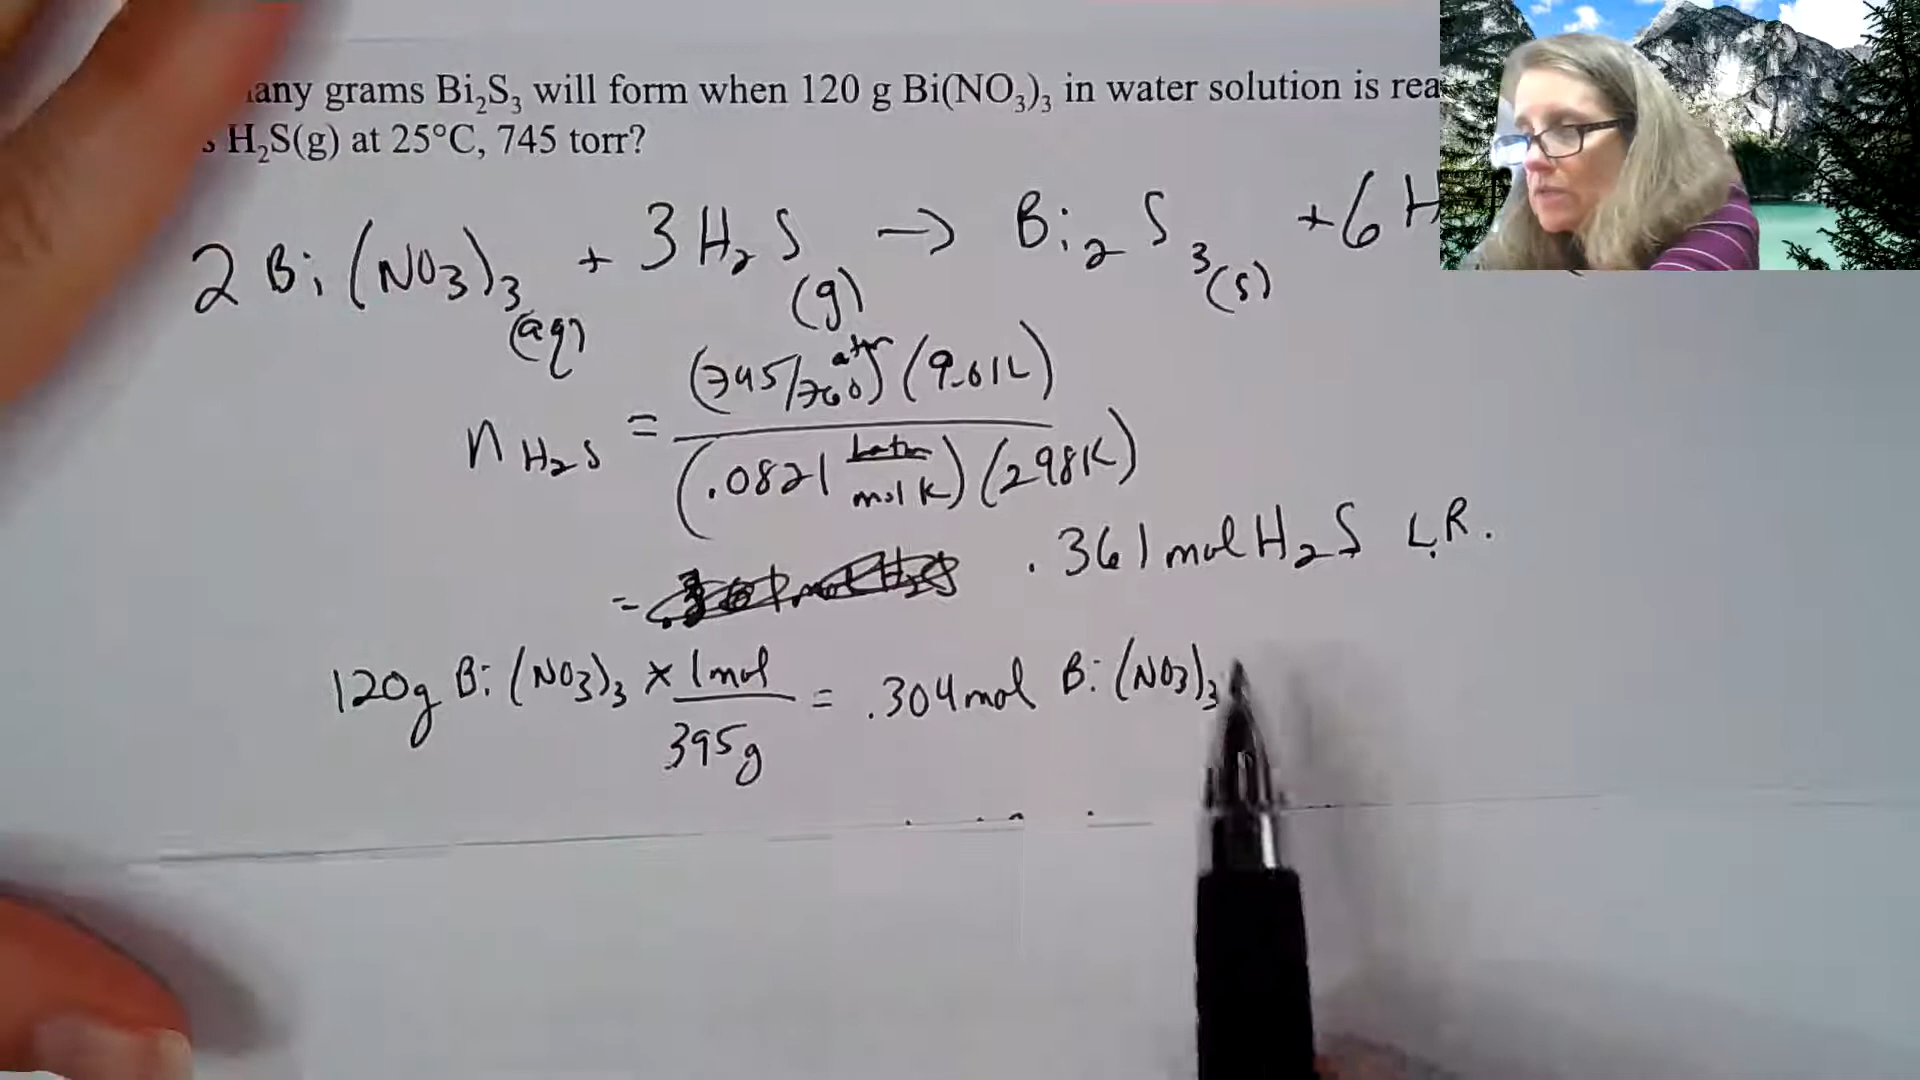 any grams Bi₂S₃ will form when 120 g Bi(NO₃)₃ in water solution is rea
s H₂S(g) at 25°C, 745 torr?
2 Bi(NO3)3 (aq) + 3H2S (g) → Bi2S3(s) + 6H
nH2S = (745/760 atm)(9.01L) / (.0821 Latm/mol K)(298K)
= .361 mol H2S L.R.
120g Bi(NO3)3 × 1mol/395g = .304mol Bi(NO3)3